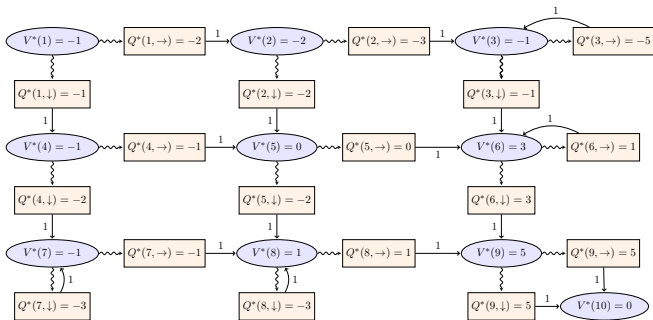 1
V*(1) = −1 Q*(1,→) = −2 1 V*(2) = −2 Q*(2,→) = −3 1 V*(3) = −1 Q*(3,→) = −5
Q*(1,↓) = −1 Q*(2,↓) = −2 Q*(3,↓) = −1
1 1 1 1
V*(4) = −1 Q*(4,→) = −1 1 V*(5) = 0 Q*(5,→) = 0 1 V*(6) = 3 Q*(6,→) = 1
Q*(4,↓) = −2 Q*(5,↓) = −2 Q*(6,↓) = 3
1 1 1
V*(7) = −1 Q*(7,→) = −1 1 V*(8) = 1 Q*(8,→) = 1 1 V*(9) = 5 Q*(9,→) = 5
1 1 1
Q*(7,↓) = −3 Q*(8,↓) = −3 Q*(9,↓) = 5 1 V*(10) = 0